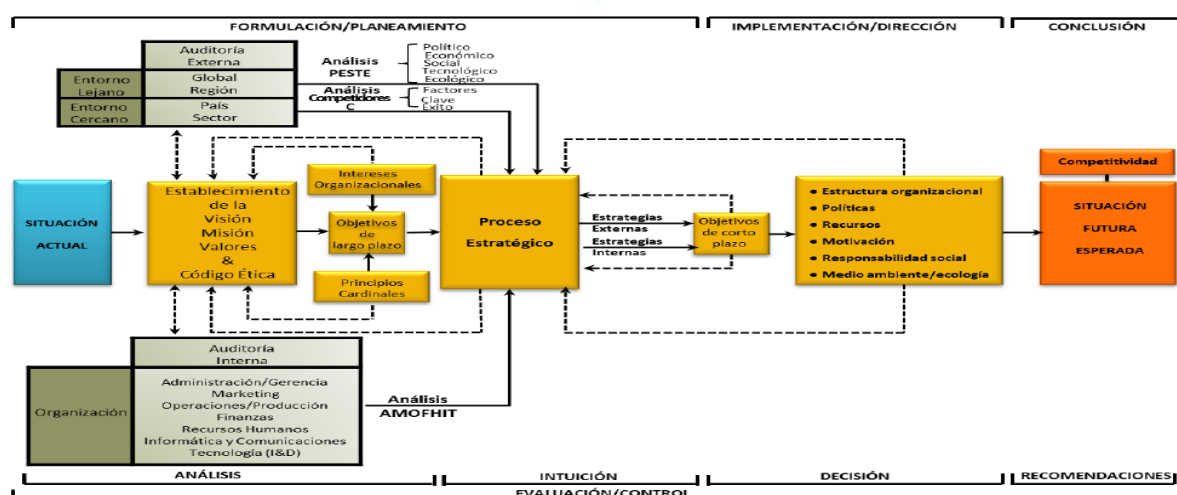 FORMULACIÓN/PLANEAMIENTO
IMPLEMENTACIÓN/DIRECCIÓN
CONCLUSIÓN
Auditoría
Externa
Entorno
Lejano
Global
Región
Entorno
Cercano
País
Sector
Análisis
PESTE
Político
Económico
Social
Tecnológico
Ecológico
Análisis
Competidores
C
Factores
Clave
Éxito
SITUACIÓN
ACTUAL
Establecimiento
de la
Visión
Misión
Valores
&
Código Ética
Intereses
Organizacionales
Objetivos
de
largo plazo
Principios
Cardinales
Proceso
Estratégico
Estrategias
Externas
Estrategias
Internas
Objetivos
de corto
plazo
• Estructura organizacional
• Políticas
• Recursos
• Motivación
• Responsabilidad social
• Medio ambiente/ecología
Competitividad
SITUACIÓN
FUTURA
ESPERADA
Auditoría
Interna
Organización
Administración/Gerencia
Marketing
Operaciones/Producción
Finanzas
Recursos Humanos
Informática y Comunicaciones
Tecnología (I&D)
Análisis
AMOFHIT
ANÁLISIS
INTUICIÓN
DECISIÓN
RECOMENDACIONES
EVALUACIÓN/CONTROL